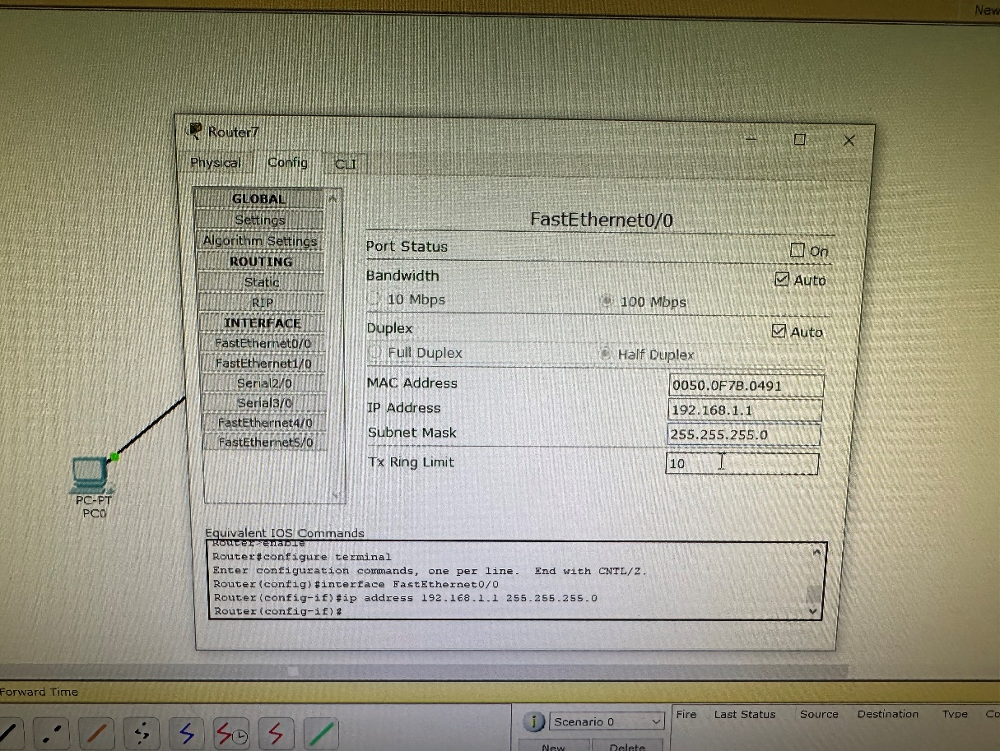 New
Router7
Physical Config CLI
GLOBAL
Settings
Algorithm Settings
ROUTING
Static
RIP
INTERFACE
FastEthernet0/0
FastEthernet1/0
Serial2/0
Serial3/0
FastEthernet4/0
FastEthernet5/0
FastEthernet0/0
Port Status On
Bandwidth Auto
10 Mbps 100 Mbps
Duplex Auto
Full Duplex Half Duplex
MAC Address 0050.0F7B.0491
IP Address 192.168.1.1
Subnet Mask 255.255.255.0
Tx Ring Limit 10
PC-PT
PC0
Equivalent IOS Commands
Router>enable
Router#configure terminal
Enter configuration commands, one per line. End with CNTL/Z.
Router(config)#interface FastEthernet0/0
Router(config-if)#ip address 192.168.1.1 255.255.255.0
Router(config-if)#
Forward Time
Scenario 0
New Delete
Fire Last Status Source Destination Type Co